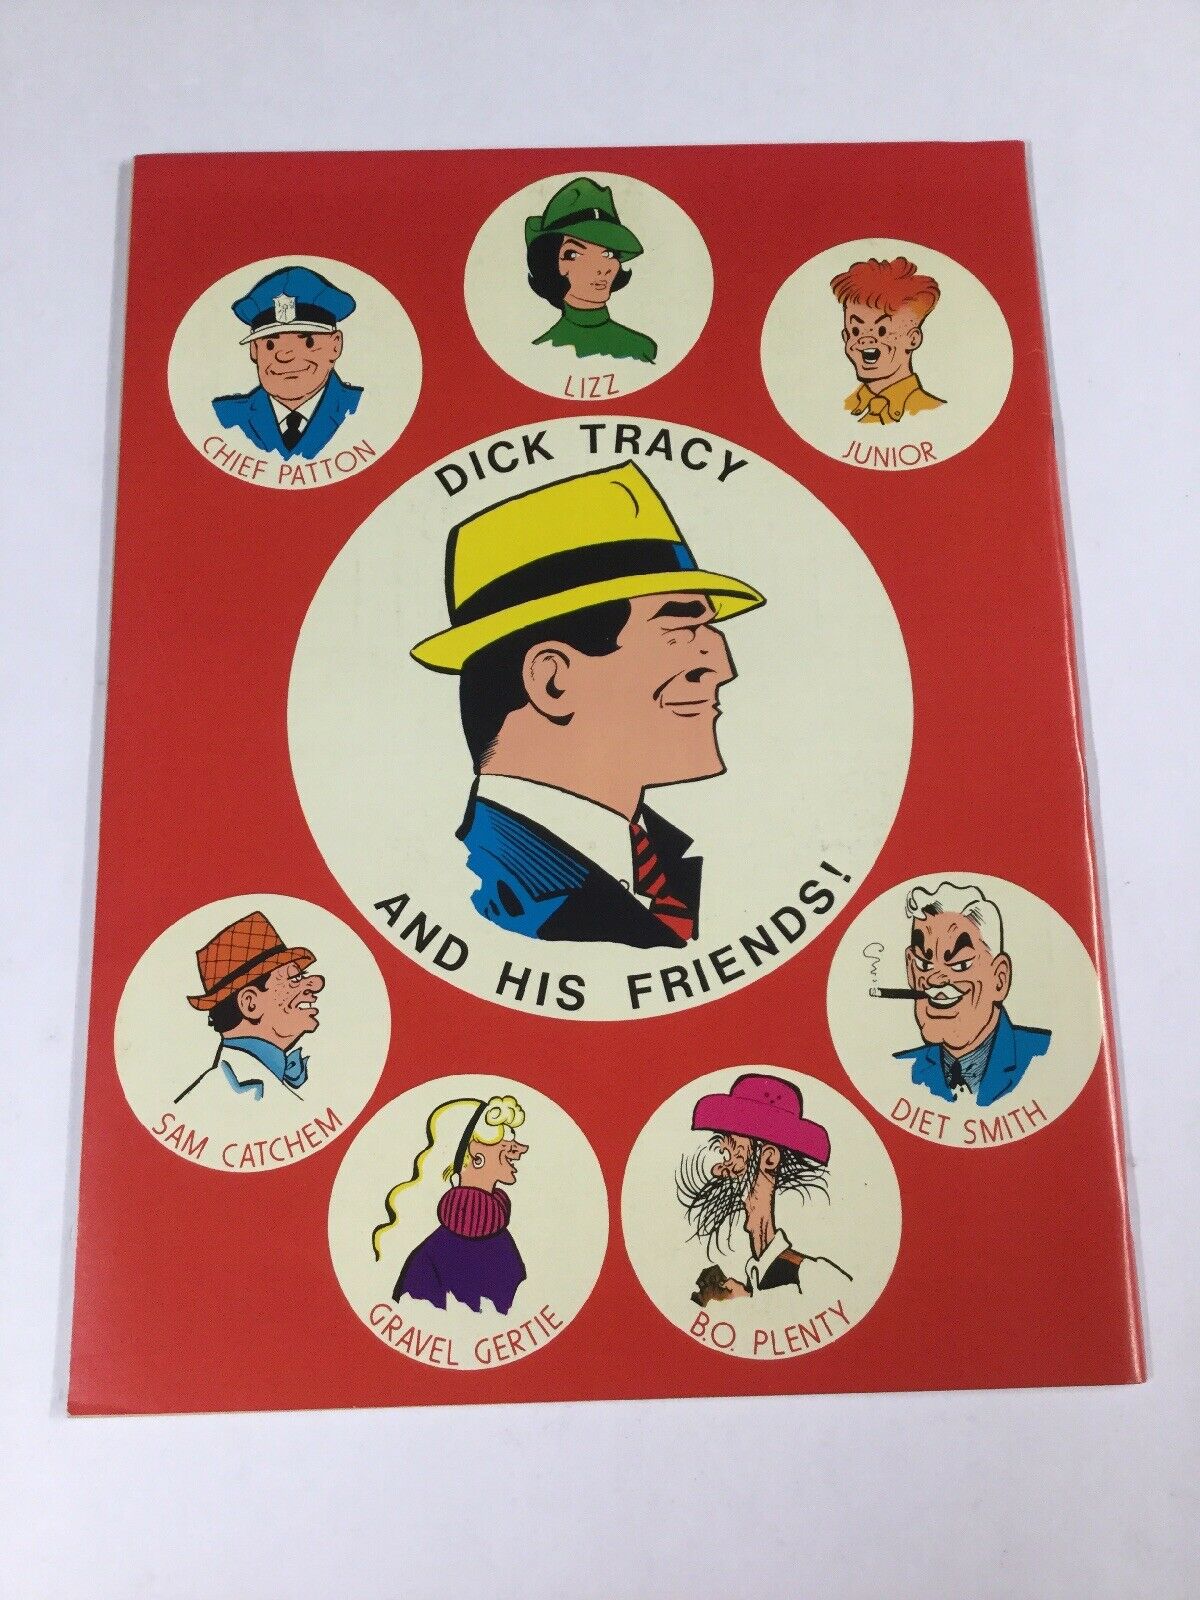 LIZZ
CHIEF PATTON
JUNIOR
DICK TRACY
AND HIS FRIENDS!
SAM CATCHEM
DIET SMITH
GRAVEL GERTIE
B.O. PLENTY